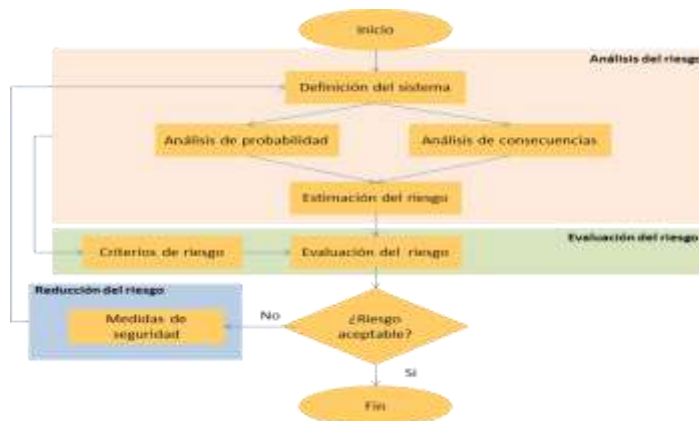 Inicio
Análisis del riesgo
Definición del sistema
Análisis de probabilidad
Análisis de consecuencias
Estimación del riesgo
Evaluación del riesgo
Criterios de riesgo
Evaluación del riesgo
Reducción del riesgo
Medidas de
seguridad
No
¿Riesgo
aceptable?
Si
Fin